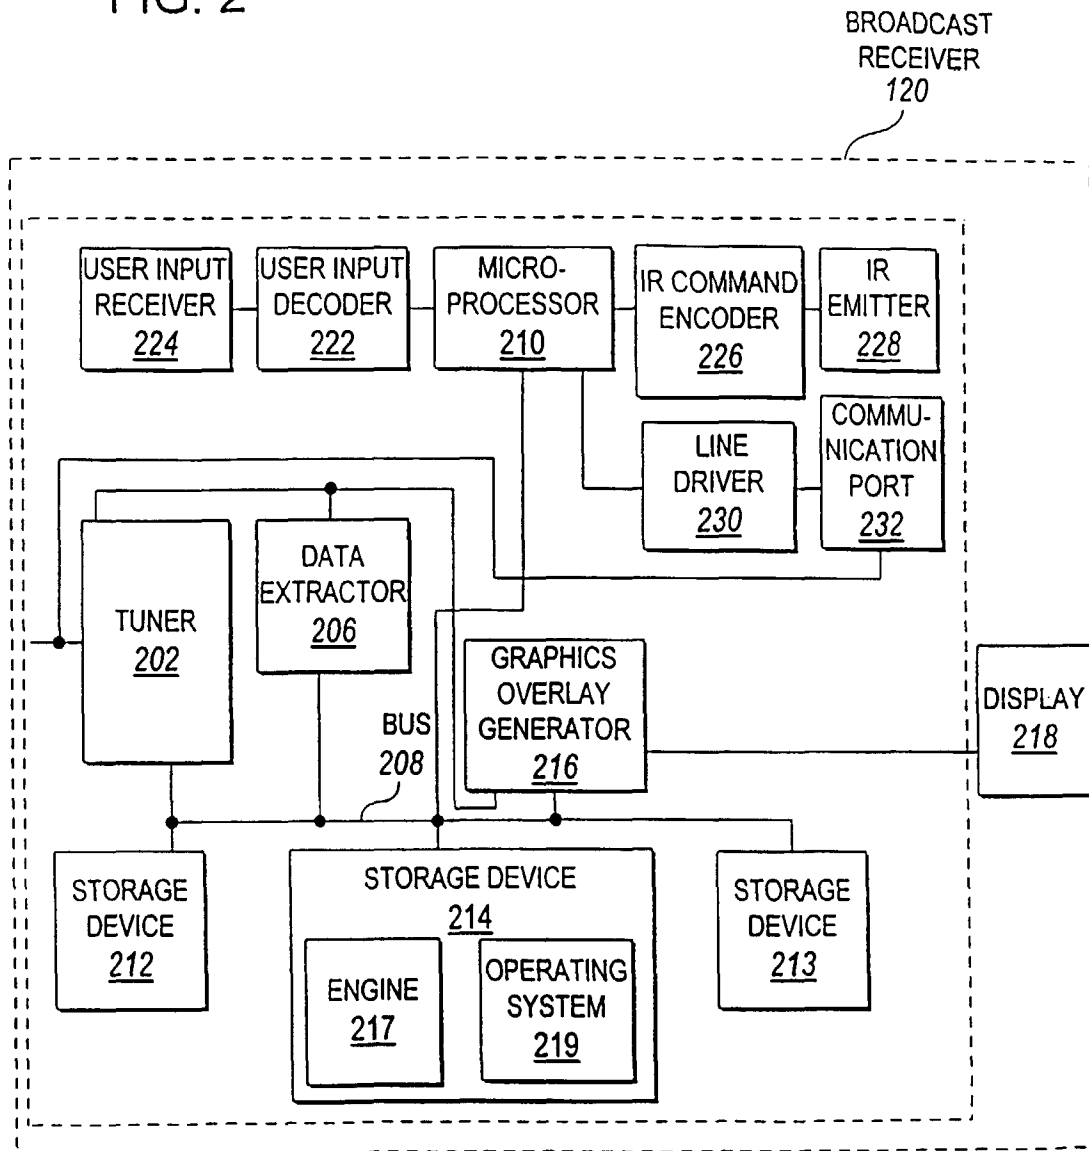 FIG. 2
BROADCAST
RECEIVER
120
USER INPUT
RECEIVER
224
USER INPUT
DECODER
222
MICRO-
PROCESSOR
210
IR COMMAND
ENCODER
226
IR
EMITTER
228
LINE
DRIVER
230
COMMU-
NICATION
PORT
232
TUNER
202
DATA
EXTRACTOR
206
GRAPHICS
OVERLAY
GENERATOR
216
DISPLAY
218
BUS
208
STORAGE
DEVICE
212
STORAGE DEVICE
214
ENGINE
217
OPERATING
SYSTEM
219
STORAGE
DEVICE
213